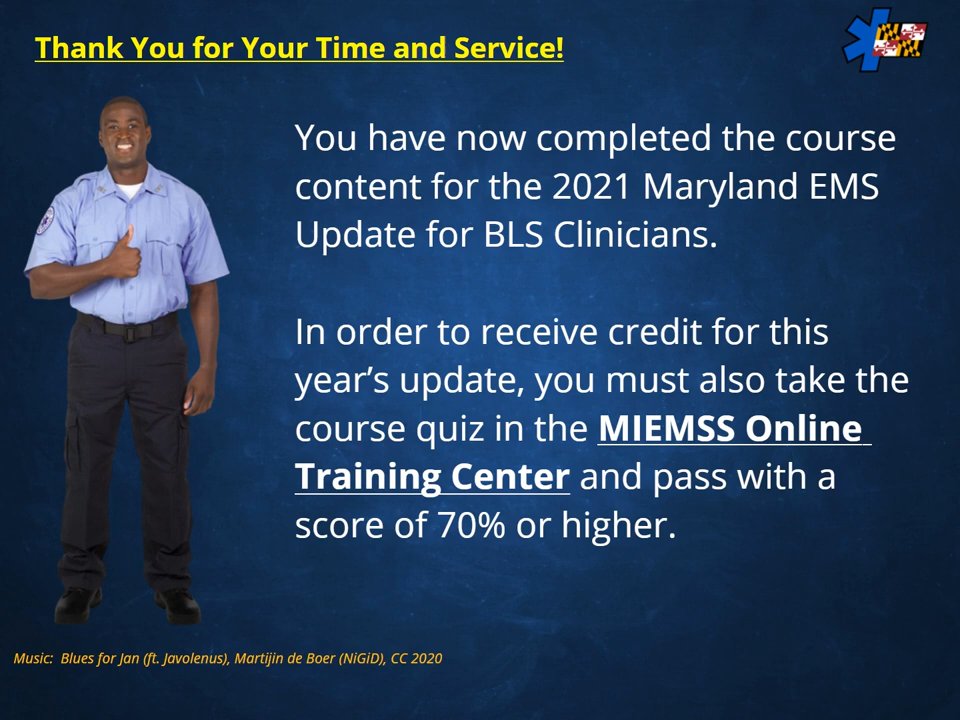 Thank You for Your Time and Service!
You have now completed the course
content for the 2021 Maryland EMS
Update for BLS Clinicians.
In order to receive credit for this
year’s update, you must also take the
course quiz in the MIEMSS Online
Training Center and pass with a
score of 70% or higher.
Music:  Blues for Jan (ft. Javolenus), Martijin de Boer (NiGiD), CC 2020